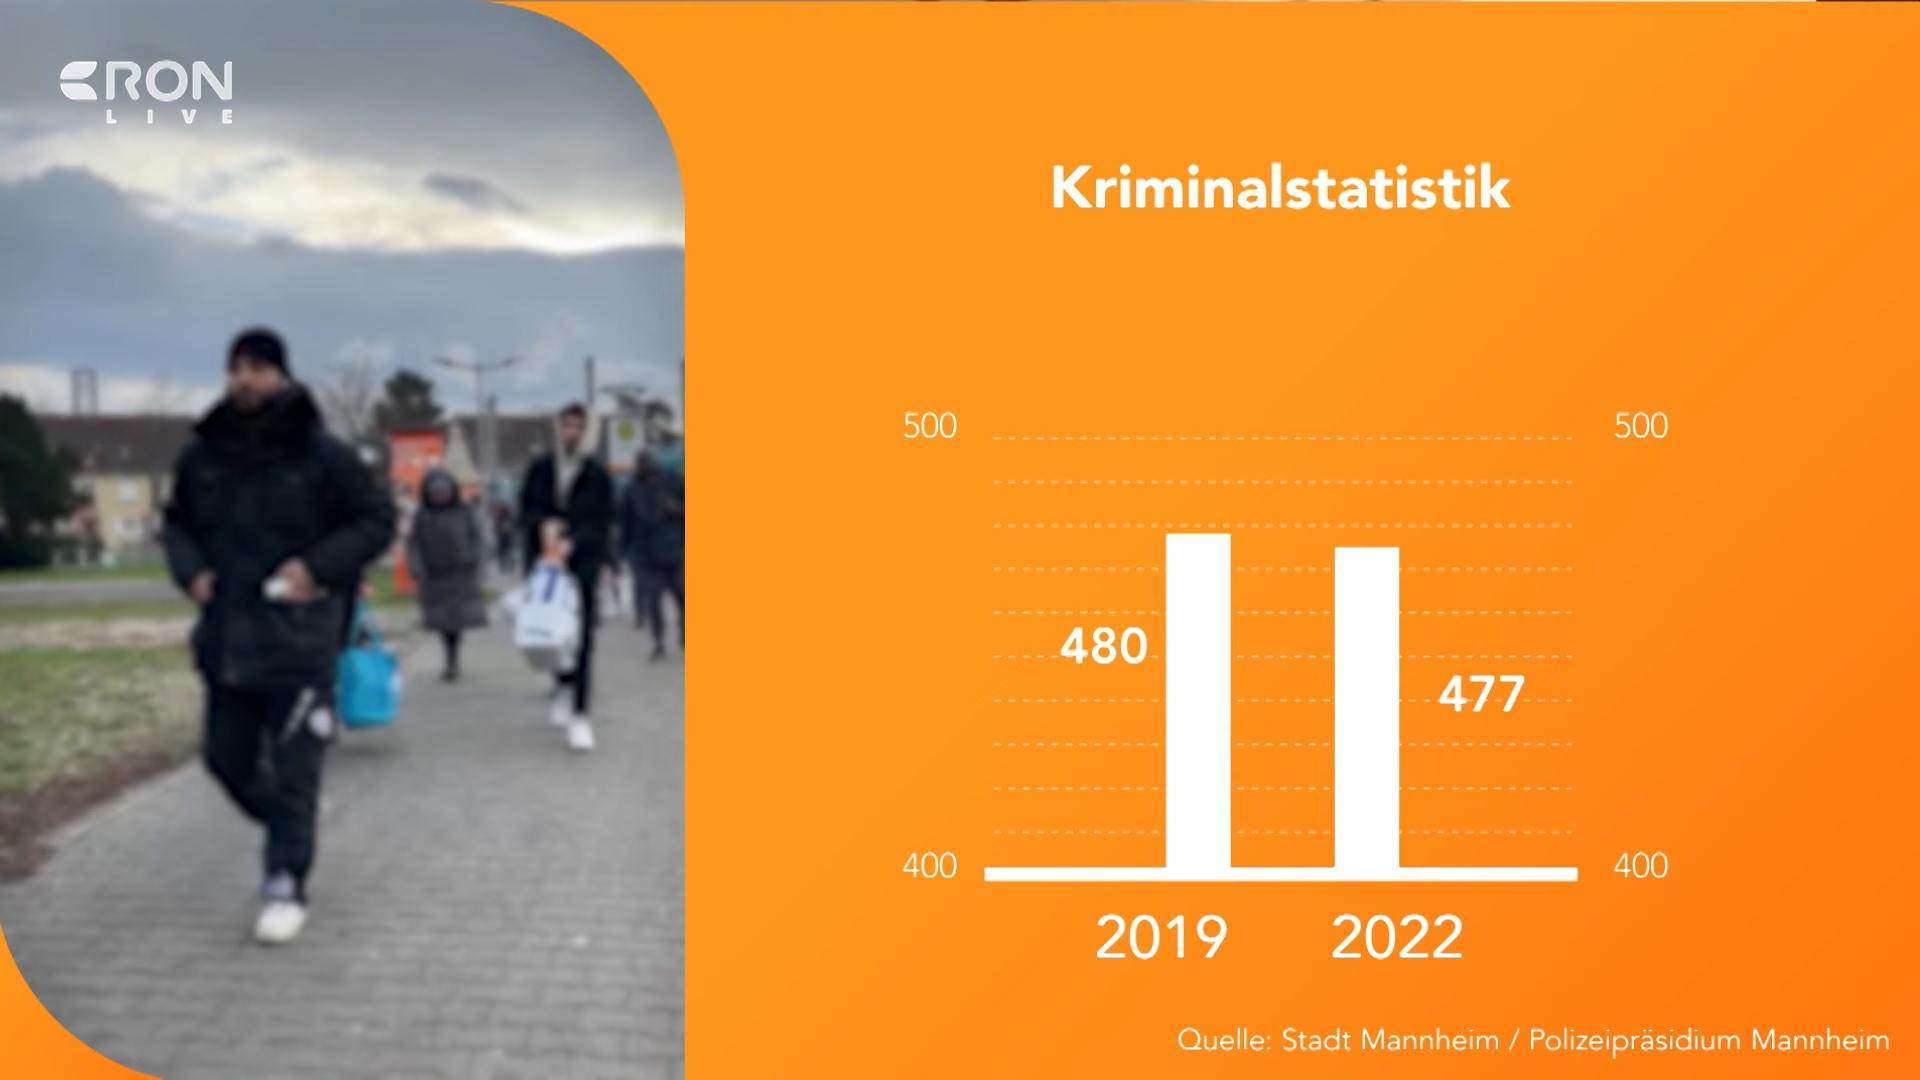 RON
LIVE
Kriminalstatistik
500 500
480
477
400 400
2019 2022
Quelle: Stadt Mannheim / Polizeipräsidium Mannheim